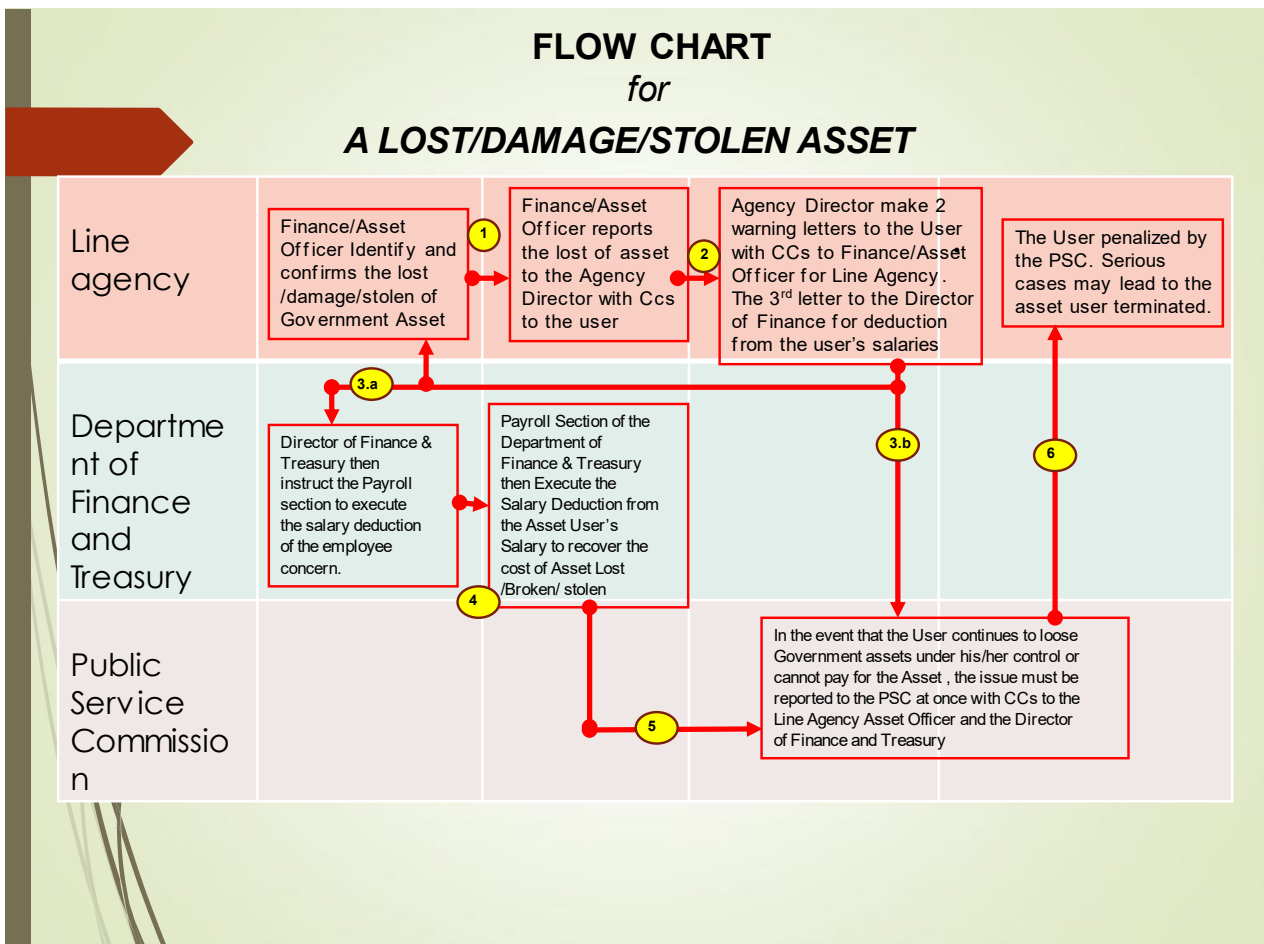 FLOW CHART
for
A LOST/DAMAGE/STOLEN ASSET
Line
agency
Finance/Asset
Officer Identify and
confirms the lost
/damage/stolen of
Government Asset
1
Finance/Asset
Officer reports
the lost of asset
to the Agency
Director with Ccs
to the user
2
Agency Director make 2
warning letters to the User
with CCs to Finance/Asset
Officer for Line Agency.
The 3rd letter to the Director
of Finance for deduction
from the user's salaries
The User penalized by
the PSC. Serious
cases may lead to the
asset user terminated.
Departme
nt of
Finance
and
Treasury
3.a
Director of Finance &
Treasury then
instruct the Payroll
section to execute
the salary deduction
of the employee
concern.
4
Payroll Section of the
Department of
Finance & Treasury
then Execute the
Salary Deduction from
the Asset User's
Salary to recover the
cost of Asset Lost
/Broken/ stolen
3.b
6
Public
Service
Commissio
n
5
In the event that the User continues to loose
Government assets under his/her control or
cannot pay for the Asset , the issue must be
reported to the PSC at once with CCs to the
Line Agency Asset Officer and the Director
of Finance and Treasury